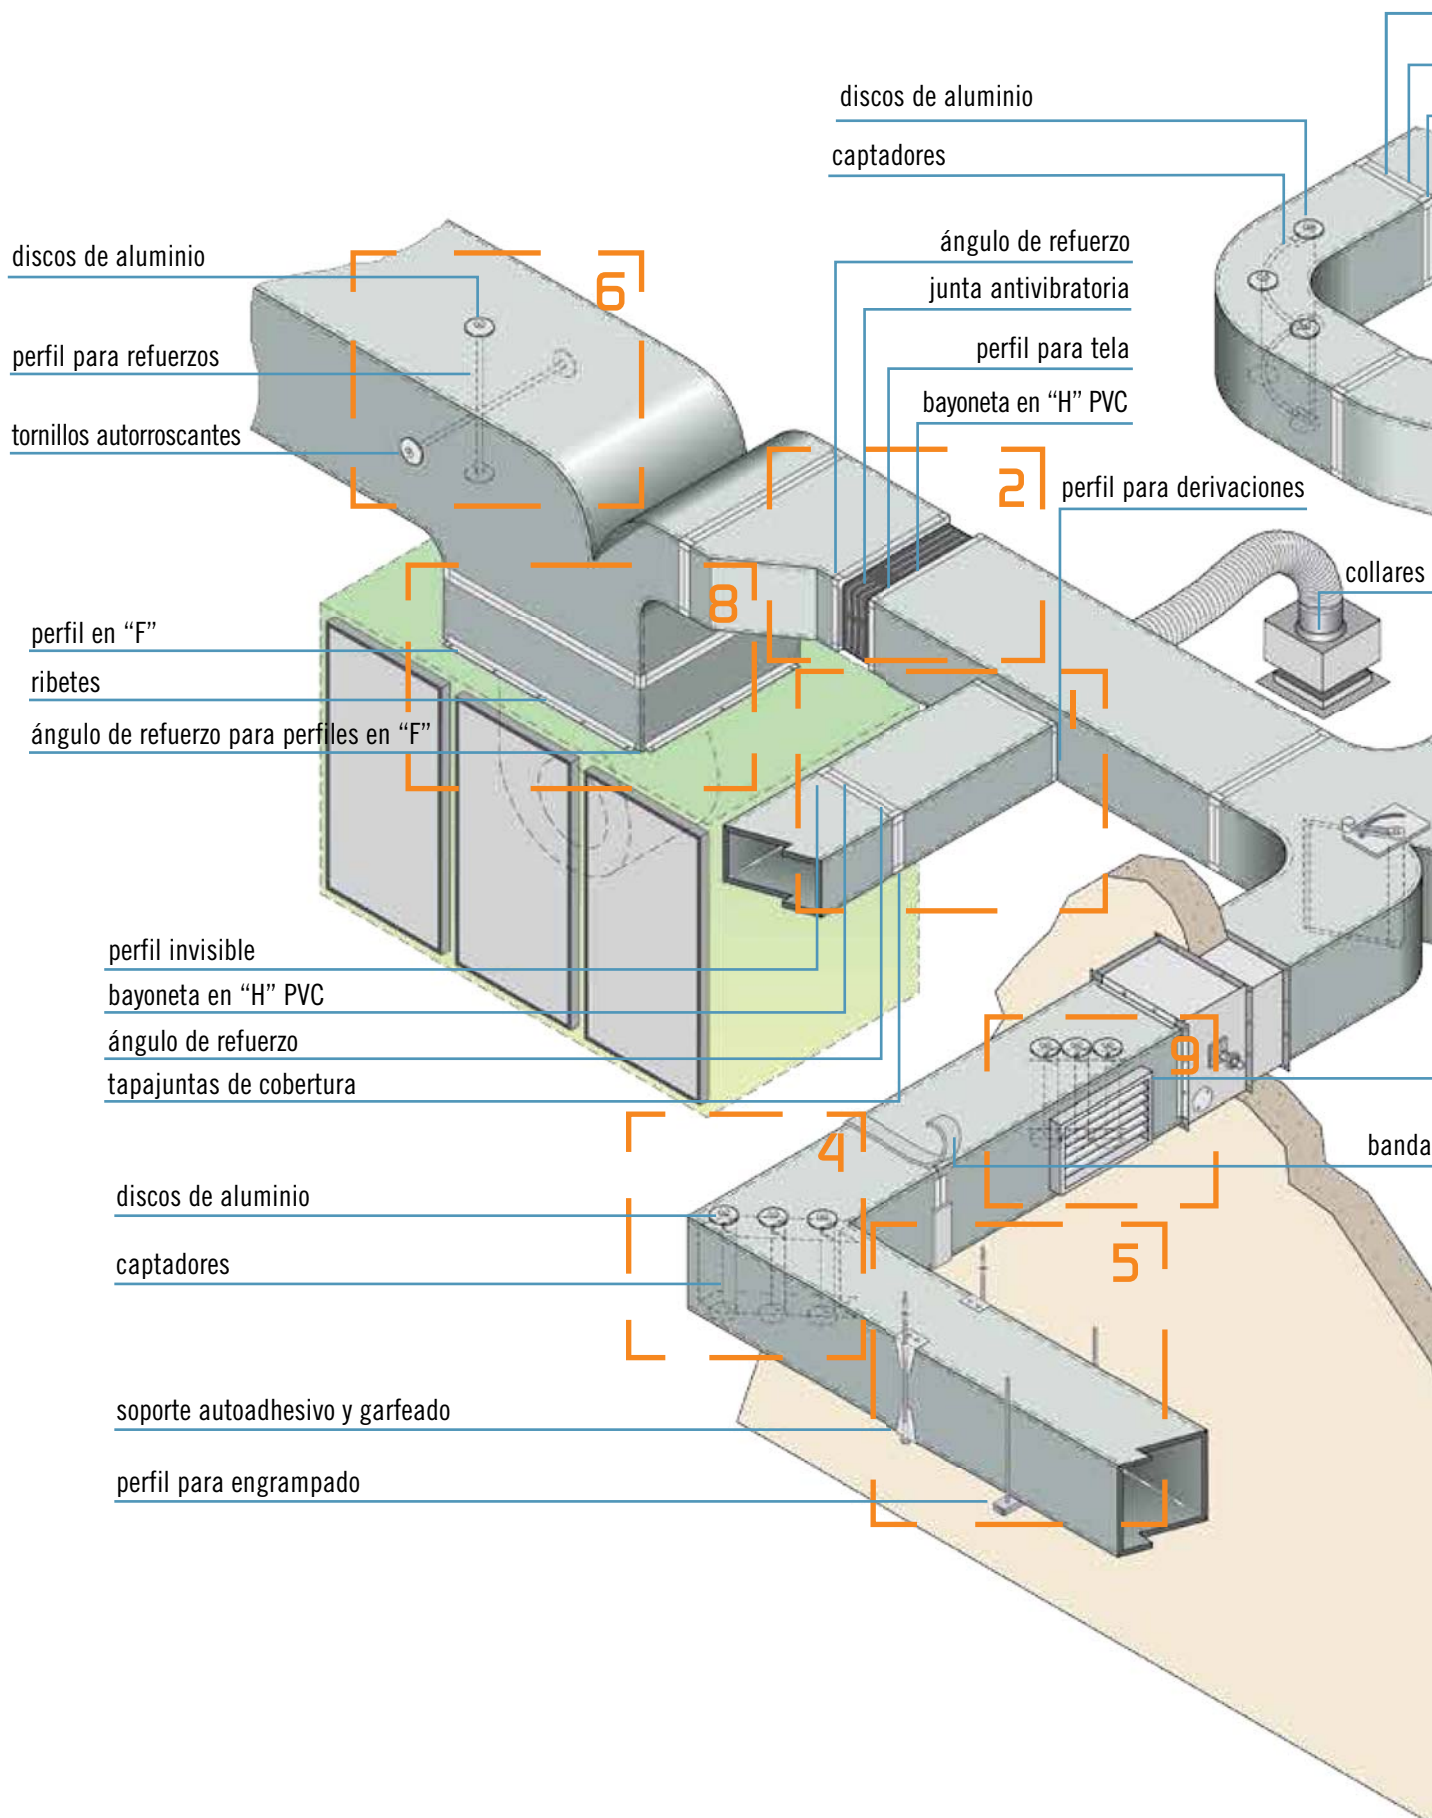 discos de aluminio
captadores
discos de aluminio
perfil para refuerzos
tornillos autorroscantes
6
ángulo de refuerzo
junta antivibratoria
perfil para tela
bayoneta en “H” PVC
2
perfil para derivaciones
collares
8
perfil en “F”
ribetes
ángulo de refuerzo para perfiles en “F”
1
perfil invisible
bayoneta en “H” PVC
ángulo de refuerzo
tapajuntas de cobertura
9
banda
4
discos de aluminio
captadores
5
soporte autoadhesivo y garfeado
perfil para engrampado